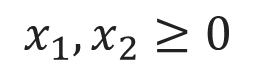 x₁, x₂ ≥ 0